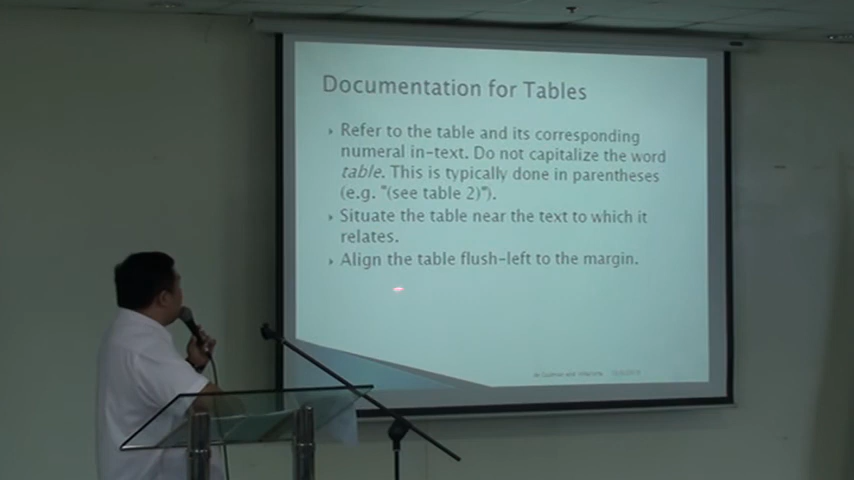 Documentation for Tables
Refer to the table and its corresponding
numeral in-text. Do not capitalize the word
table. This is typically done in parentheses
(e.g. "(see table 2)").
Situate the table near the text to which it
relates.
Align the table flush-left to the margin.